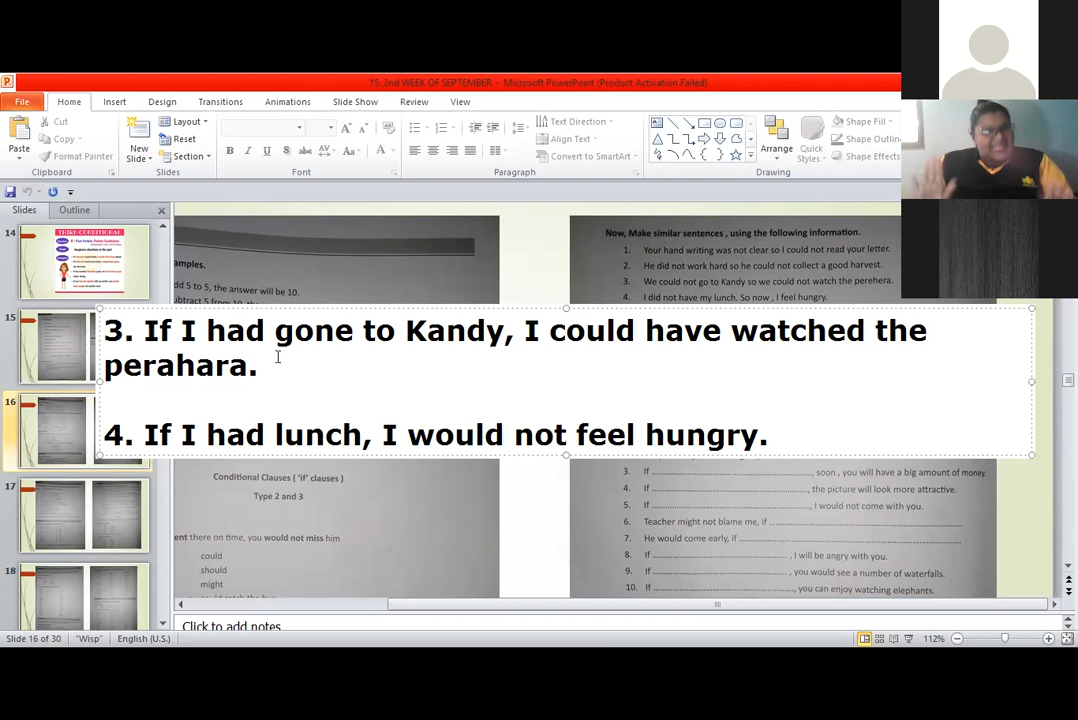 15. 2nd WEEK OF SEPTEMBER - Microsoft PowerPoint (Product Activation Failed)
File Home Insert Design Transitions Animations Slide Show Review View
Cut
Copy
Format Painter
Paste
Clipboard
New
Slide
Layout
Reset
Section
Slides
Font
Text Direction
Align Text
Convert to SmartArt
Paragraph
Arrange
Quick
Styles
Shape Fill
Shape Outline
Shape Effects
Drawing
Slides Outline
14
THIRD CONDITIONAL
15
16
17
18
amples.
dd 5 to 5, the answer will be 10.
ubtract 5 from 10, the
Now, Make similar sentences , using the following information.
1. Your hand writing was not clear so I could not read your letter.
2. He did not work hard so he could not collect a good harvest.
3. We could not go to Kandy so we could not watch the perehera.
4. I did not have my lunch. So now , I feel hungry.
3. If I had gone to Kandy, I could have watched the
perahara.
4. If I had lunch, I would not feel hungry.
Conditional Clauses ( 'if' clauses )
Type 2 and 3
ent there on time, you would not miss him
could
should
might
3. If ............, soon , you will have a big amount of money.
4. If ............, the picture will look more attractive.
5. If ............, I would not come with you.
6. Teacher might not blame me, if ............
7. He would come early, if ............
8. If ............, I will be angry with you.
9. If ............, you would see a number of waterfalls.
10. If ............, you can enjoy watching elephants.
Click to add notes
Slide 16 of 30 "Wisp" English (U.S.) 112%